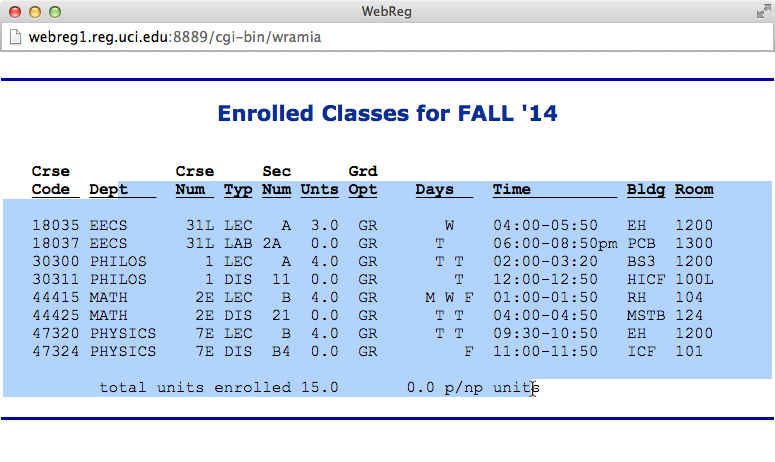 WebReg
webreg1.reg.uci.edu:8889/cgi-bin/wramia
Enrolled Classes for FALL '14
Crse Crse Sec Grd
Code Dept Num Typ Num Unts Opt Days Time Bldg Room
18035 EECS 31L LEC A 3.0 GR W 04:00-05:50 EH 1200
18037 EECS 31L LAB 2A 0.0 GR T 06:00-08:50pm PCB 1300
30300 PHILOS 1 LEC A 4.0 GR T T 02:00-03:20 BS3 1200
30311 PHILOS 1 DIS 11 0.0 GR T 12:00-12:50 HICF 100L
44415 MATH 2E LEC B 4.0 GR M W F 01:00-01:50 RH 104
44425 MATH 2E DIS 21 0.0 GR T T 04:00-04:50 MSTB 124
47320 PHYSICS 7E LEC B 4.0 GR T T 09:30-10:50 EH 1200
47324 PHYSICS 7E DIS B4 0.0 GR F 11:00-11:50 ICF 101
total units enrolled 15.0 0.0 p/np units